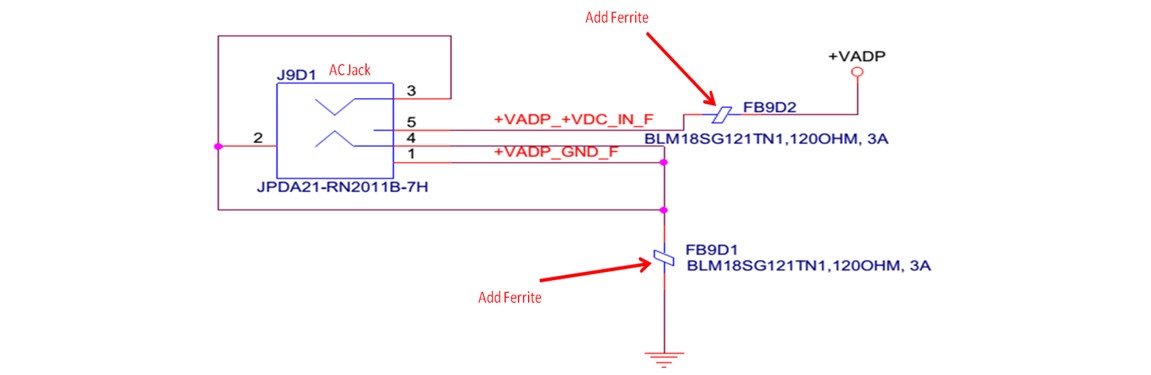 Add Ferrite
+VADP
J9D1 AC Jack
3
FB9D2
5 +VADP_+VDC_IN_F
2 4 BLM18SG121TN1,120OHM, 3A
1 +VADP_GND_F
JPDA21-RN2011B-7H
FB9D1
BLM18SG121TN1,120OHM, 3A
Add Ferrite